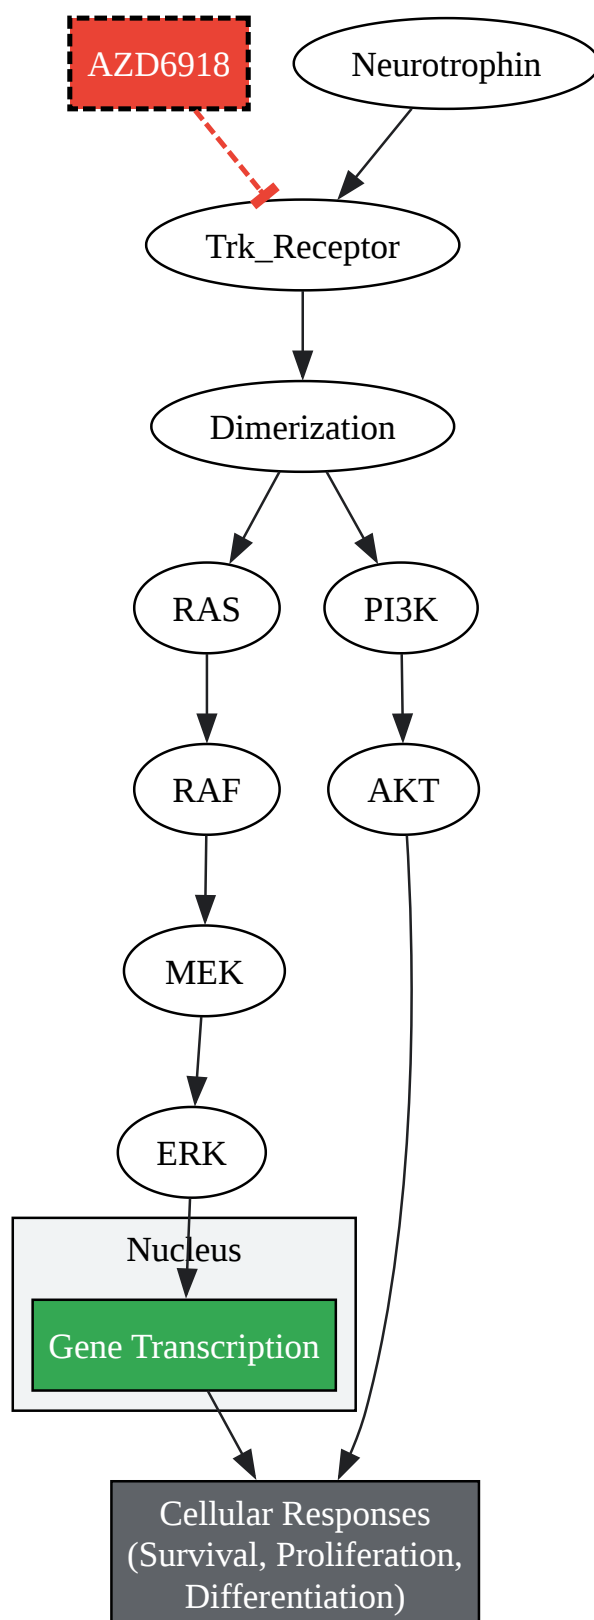 AZD6918
Neurotrophin
Trk_Receptor
Dimerization
RAS
PI3K
RAF
AKT
MEK
ERK
Nucleus
Gene Transcription
Cellular Responses
(Survival, Proliferation,
Differentiation)